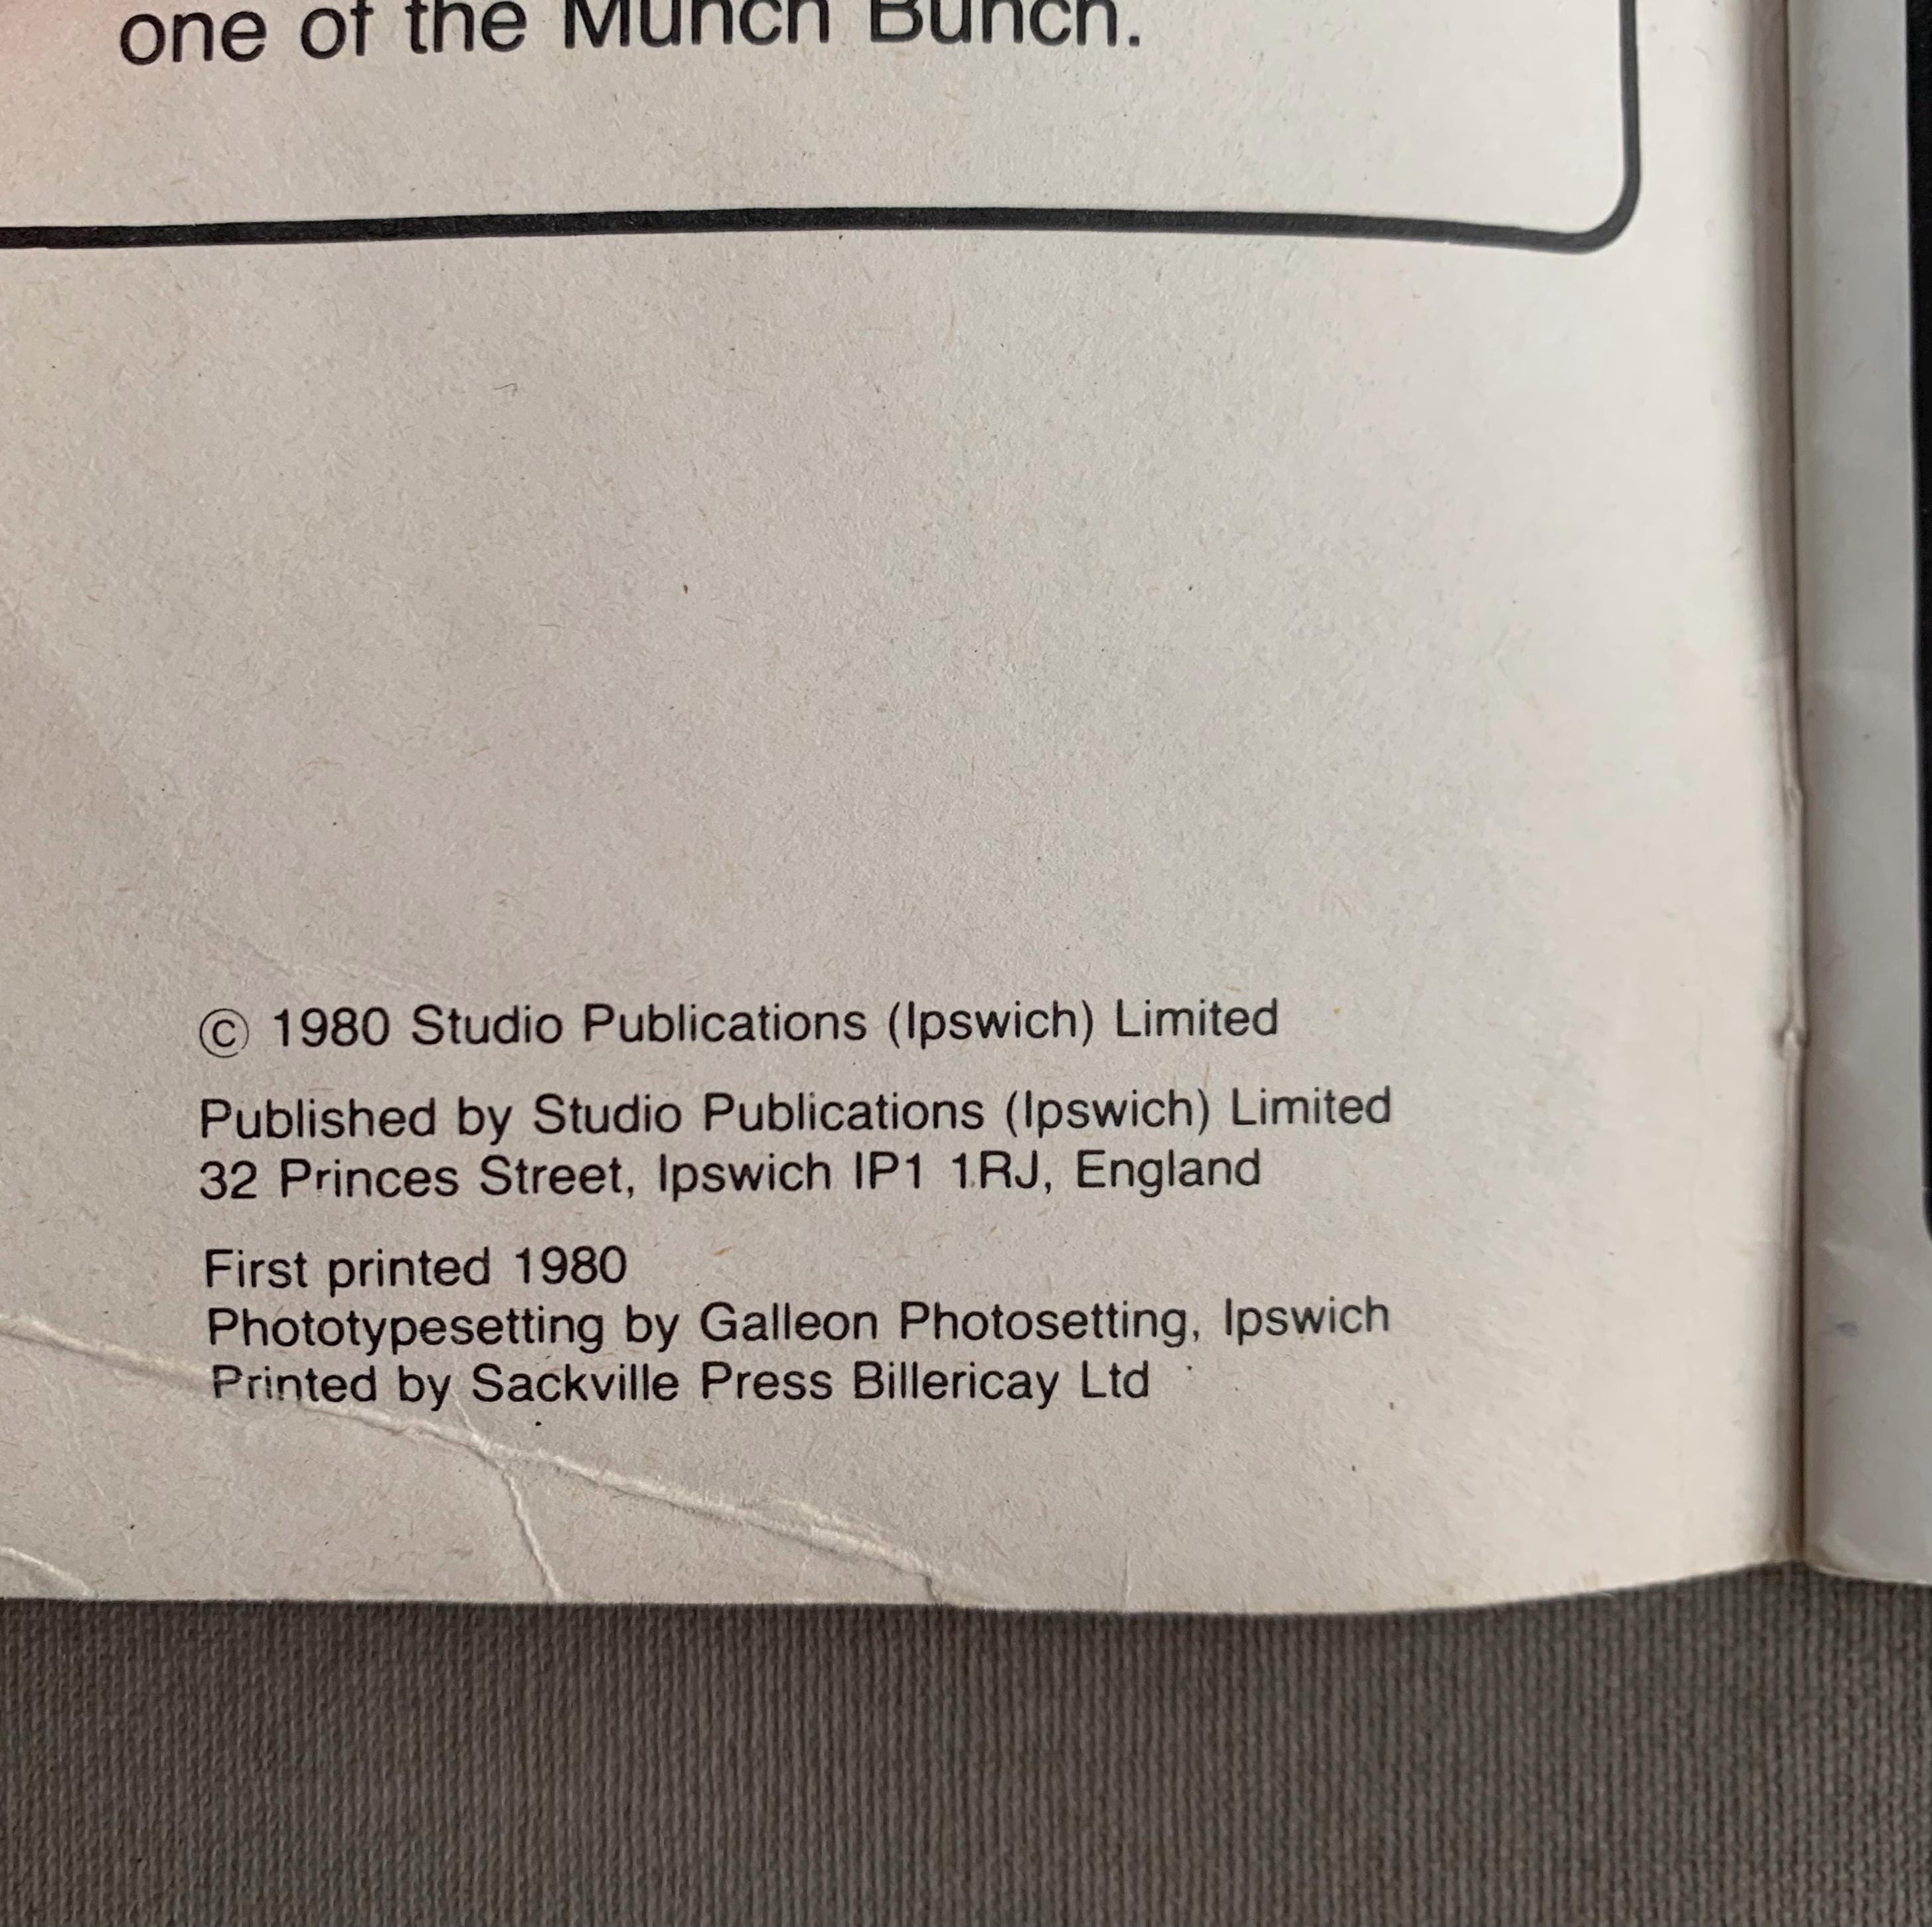 one of the Munch Bunch.
© 1980 Studio Publications (Ipswich) Limited
Published by Studio Publications (Ipswich) Limited
32 Princes Street, Ipswich IP1 1RJ, England
First printed 1980
Phototypesetting by Galleon Photosetting, Ipswich
Printed by Sackville Press Billericay Ltd